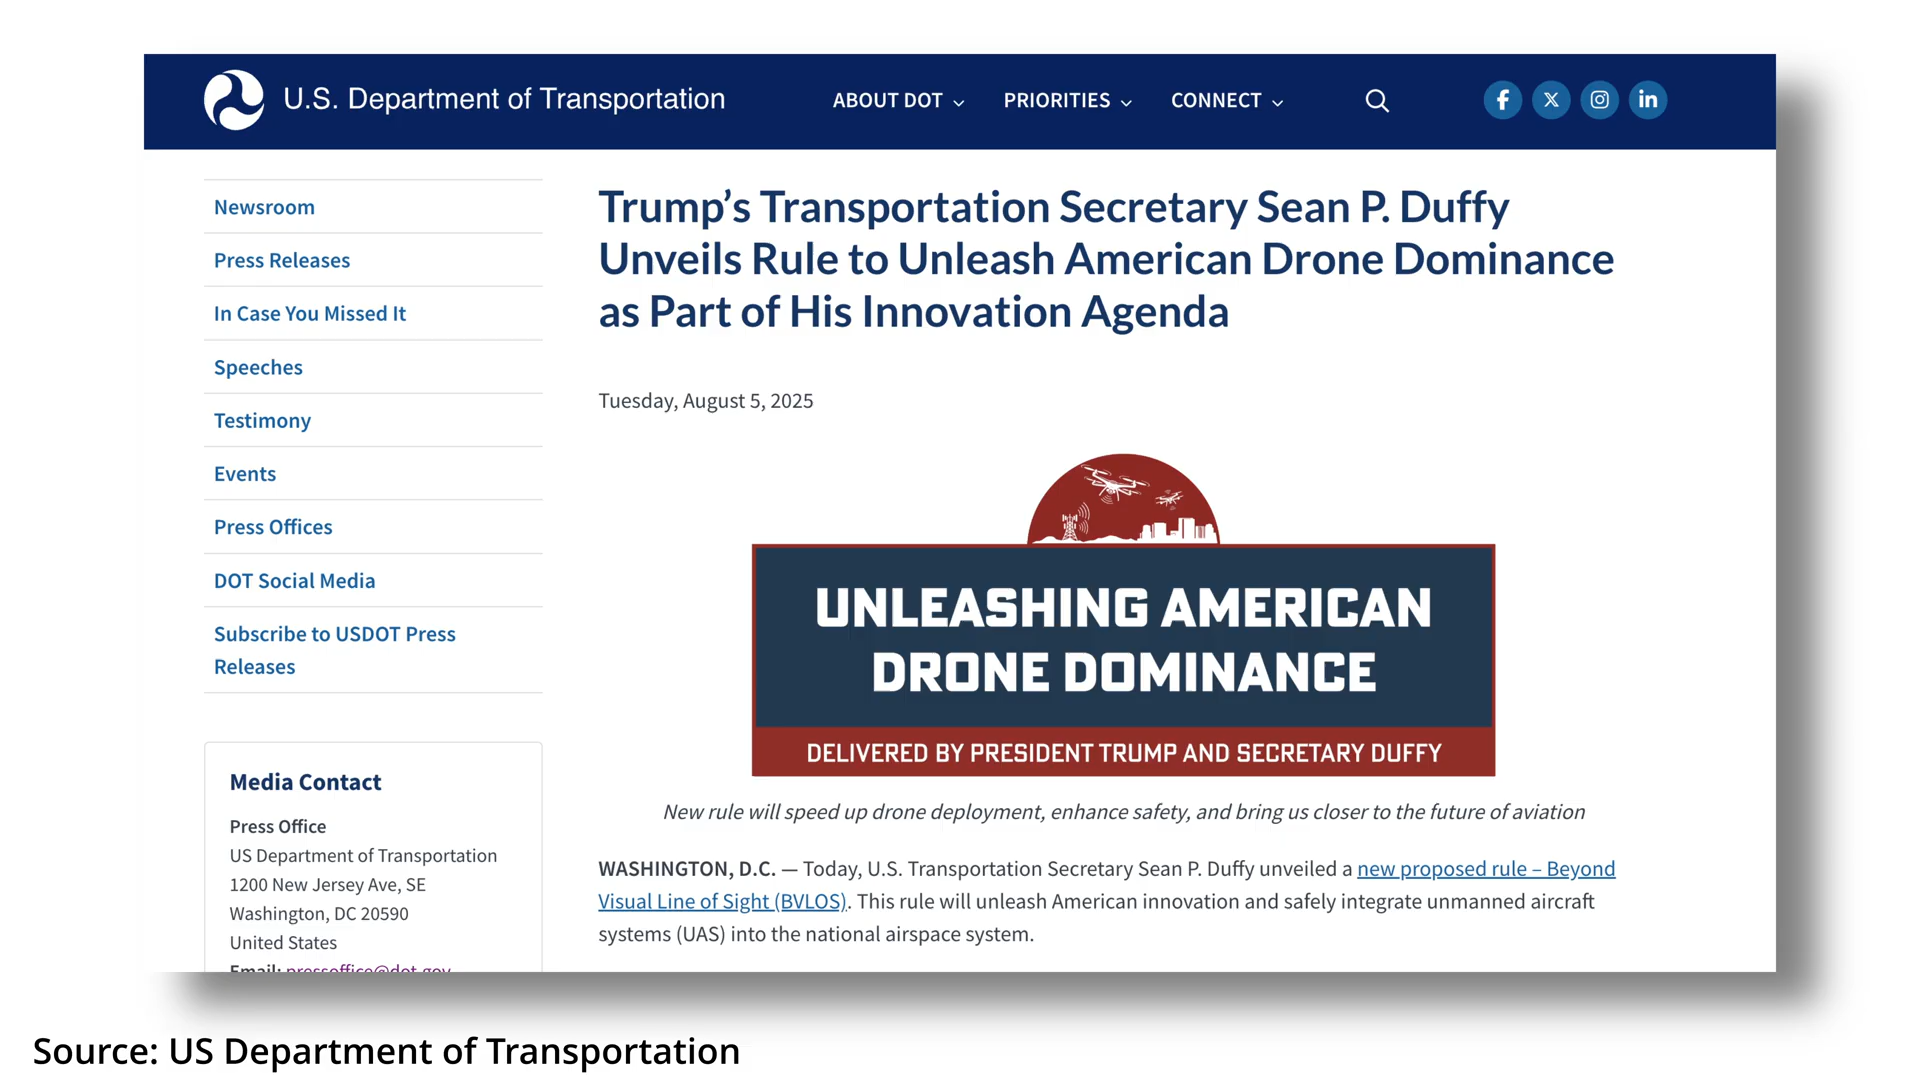 U.S. Department of Transportation
ABOUT DOT
PRIORITIES
CONNECT
Newsroom
Press Releases
In Case You Missed It
Speeches
Testimony
Events
Press Offices
DOT Social Media
Subscribe to USDOT Press
Releases
Media Contact
Press Office
US Department of Transportation
1200 New Jersey Ave, SE
Washington, DC 20590
United States
Email: pressoffice@dot.gov
Trump’s Transportation Secretary Sean P. Duffy
Unveils Rule to Unleash American Drone Dominance
as Part of His Innovation Agenda
Tuesday, August 5, 2025
UNLEASHING AMERICAN
DRONE DOMINANCE
DELIVERED BY PRESIDENT TRUMP AND SECRETARY DUFFY
New rule will speed up drone deployment, enhance safety, and bring us closer to the future of aviation
WASHINGTON, D.C. — Today, U.S. Transportation Secretary Sean P. Duffy unveiled a new proposed rule – Beyond
Visual Line of Sight (BVLOS). This rule will unleash American innovation and safely integrate unmanned aircraft
systems (UAS) into the national airspace system.
Source: US Department of Transportation